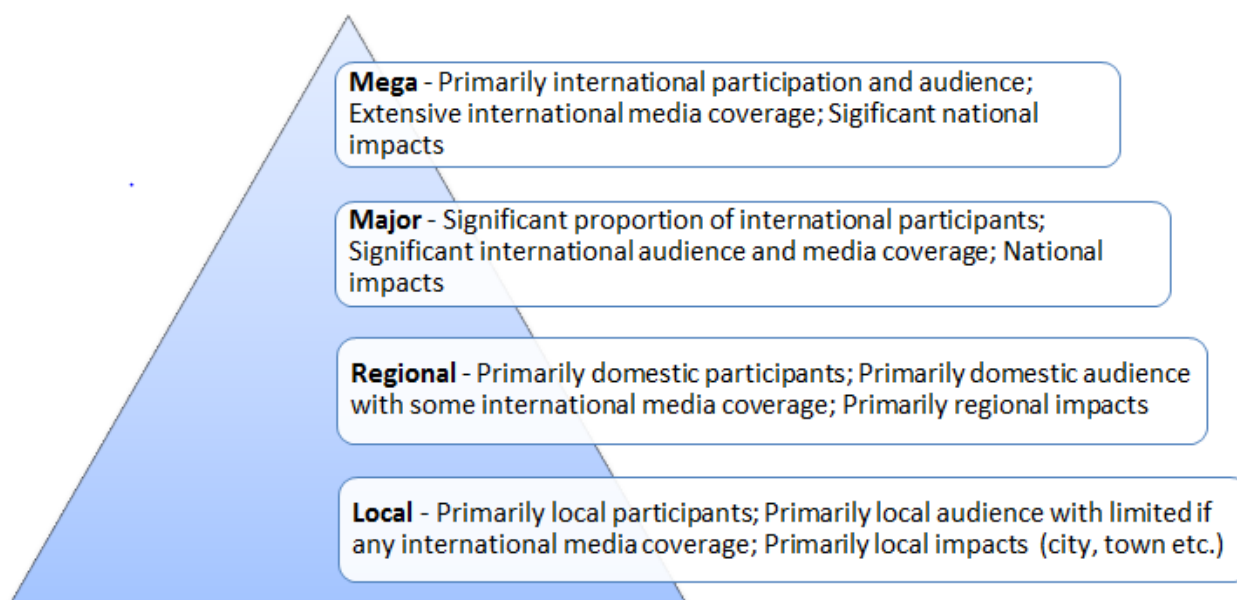 Mega - Primarily international participation and audience;
Extensive international media coverage; Sigificant national
impacts
Major - Significant proportion of international participants;
Significant international audience and media coverage; National
impacts
Regional - Primarily domestic participants; Primarily domestic audience
with some international media coverage; Primarily regional impacts
Local - Primarily local participants; Primarily local audience with limited if
any international media coverage; Primarily local impacts (city, town etc.)